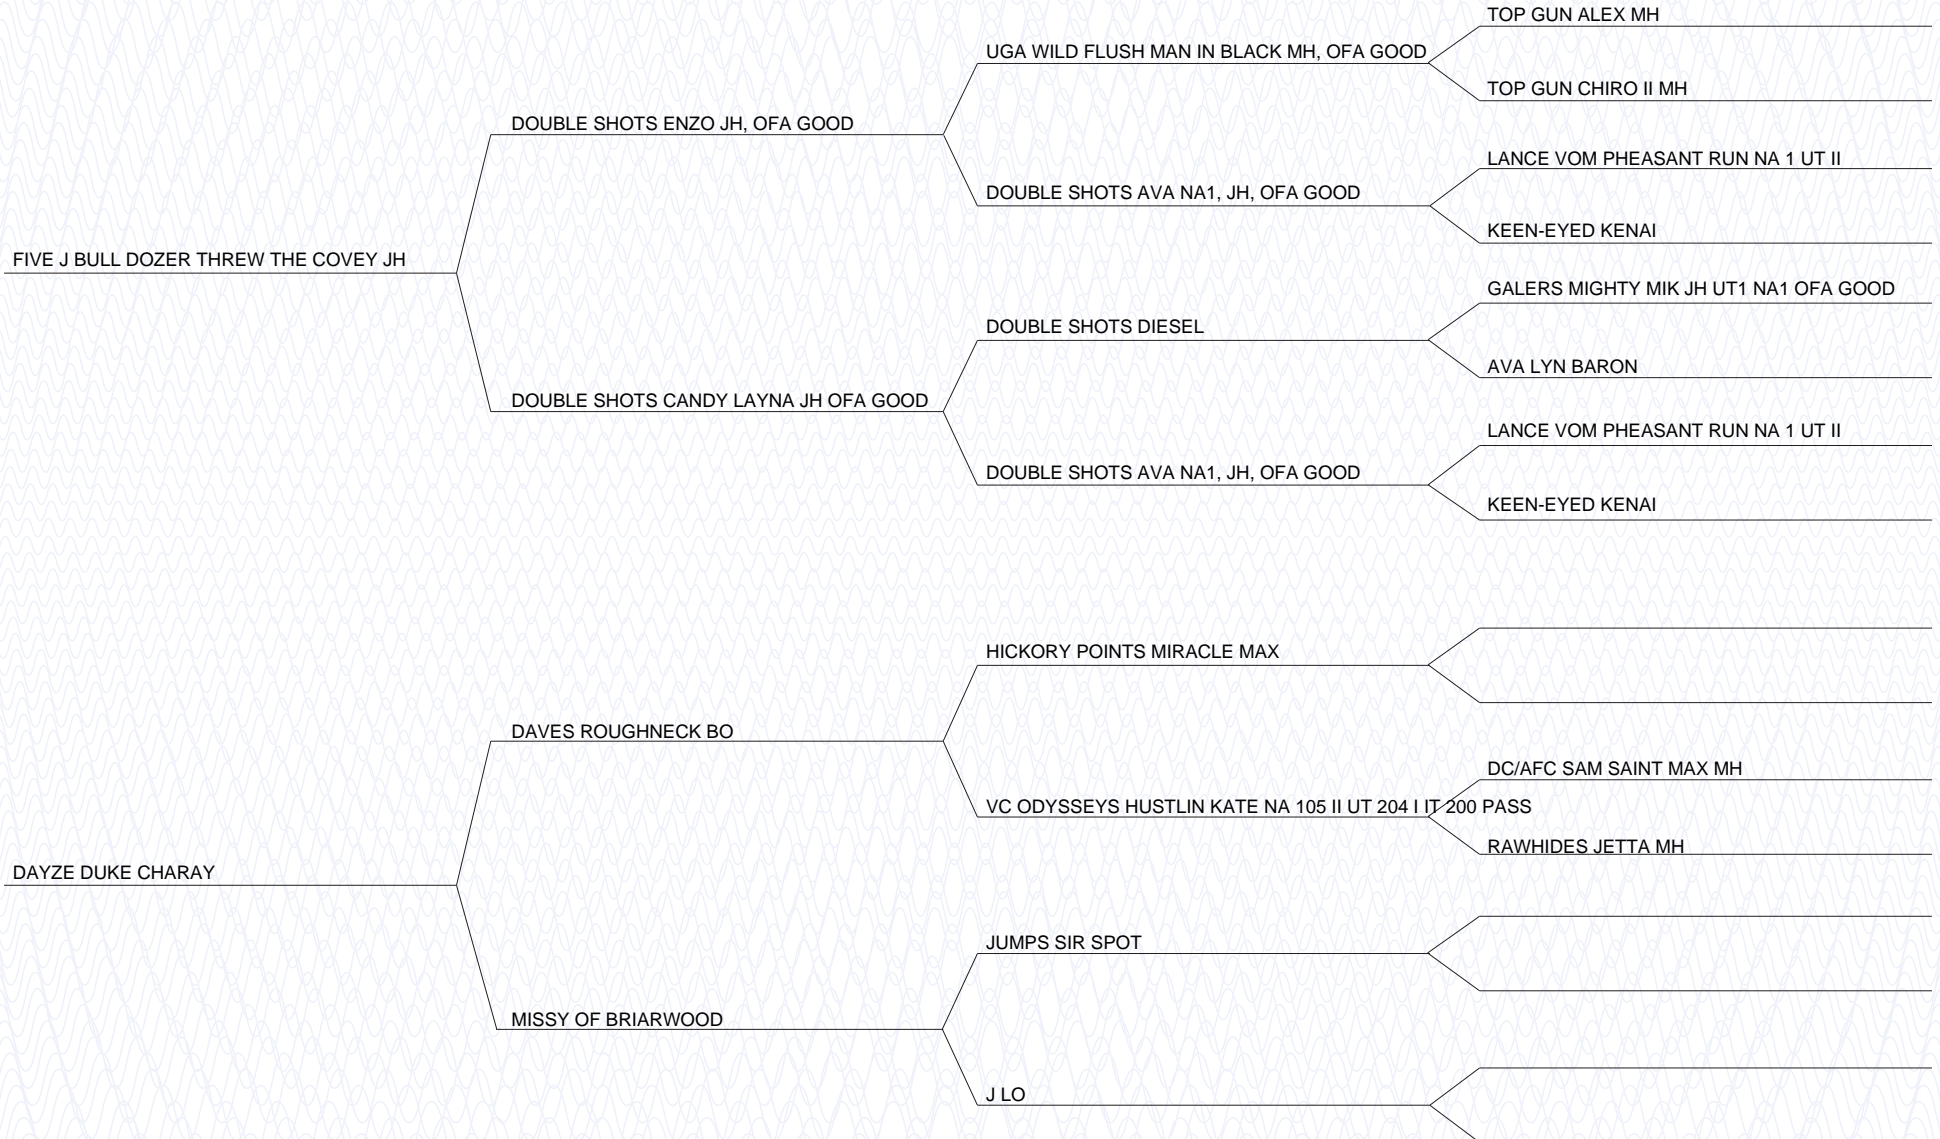 TOP GUN ALEX MH
UGA WILD FLUSH MAN IN BLACK MH, OFA GOOD
TOP GUN CHIRO II MH
DOUBLE SHOTS ENZO JH, OFA GOOD
LANCE VOM PHEASANT RUN NA 1 UT II
DOUBLE SHOTS AVA NA1, JH, OFA GOOD
KEEN-EYED KENAI
FIVE J BULL DOZER THREW THE COVEY JH
GALERS MIGHTY MIK JH UT1 NA1 OFA GOOD
DOUBLE SHOTS DIESEL
AVA LYN BARON
DOUBLE SHOTS CANDY LAYNA JH OFA GOOD
LANCE VOM PHEASANT RUN NA 1 UT II
DOUBLE SHOTS AVA NA1, JH, OFA GOOD
KEEN-EYED KENAI
HICKORY POINTS MIRACLE MAX
DAVES ROUGHNECK BO
DC/AFC SAM SAINT MAX MH
VC ODYSSEYS HUSTLIN KATE NA 105 II UT 204 I IT 200 PASS
RAWHIDES JETTA MH
DAYZE DUKE CHARAY
JUMPS SIR SPOT
MISSY OF BRIARWOOD
J LO